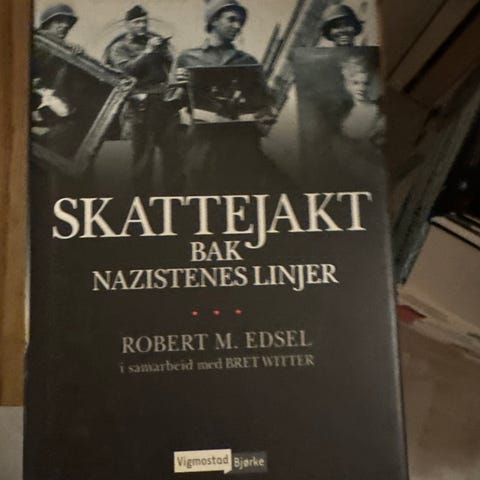 SKATTEJAKT
BAK
NAZISTENES LINJER
ROBERT M. EDSEL
i samarbeid med BRET WITTER
Vigmostad Bjørke